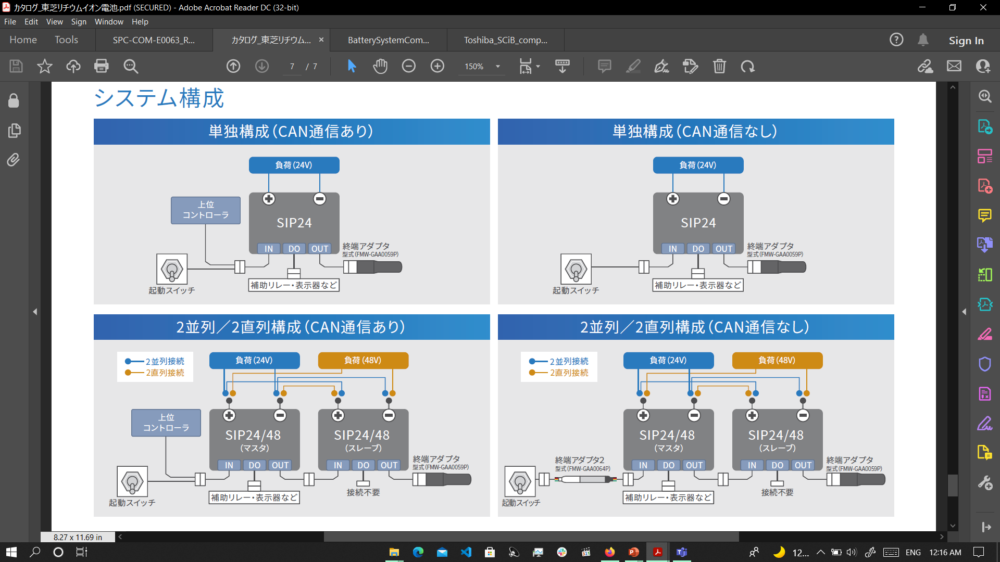 カタログ_東芝リチウムイオン電池.pdf (SECURED) - Adobe Acrobat Reader DC (32-bit)
File Edit View Sign Window Help
Home Tools SPC-COM-E0063_R... カタログ_東芝リチウム... × BatterySystemCom... Toshiba_SCiB_comp... Sign In
7 / 7 150%
システム構成
単独構成（CAN通信あり）
負荷（24V）
上位
コントローラ
SIP24
IN DO OUT
終端アダプタ
型式（FMW-GAA0059P）
補助リレー・表示器など
起動スイッチ
単独構成（CAN通信なし）
負荷（24V）
SIP24
IN DO OUT
終端アダプタ
型式（FMW-GAA0059P）
補助リレー・表示器など
起動スイッチ
2並列／2直列構成（CAN通信あり）
2並列接続
2直列接続
負荷（24V） 負荷（48V）
上位
コントローラ
SIP24/48
（マスタ）
SIP24/48
（スレーブ）
IN DO OUT IN DO OUT
終端アダプタ
型式（FMW-GAA0059P）
接続不要
補助リレー・表示器など
起動スイッチ
2並列／2直列構成（CAN通信なし）
2並列接続
2直列接続
負荷（24V） 負荷（48V）
SIP24/48
（マスタ）
SIP24/48
（スレーブ）
IN DO OUT IN DO OUT
終端アダプタ2
型式（FMW-GAA0064P）
終端アダプタ
型式（FMW-GAA0059P）
接続不要
補助リレー・表示器など
起動スイッチ
8.27 x 11.69 in
12... ENG 12:16 AM